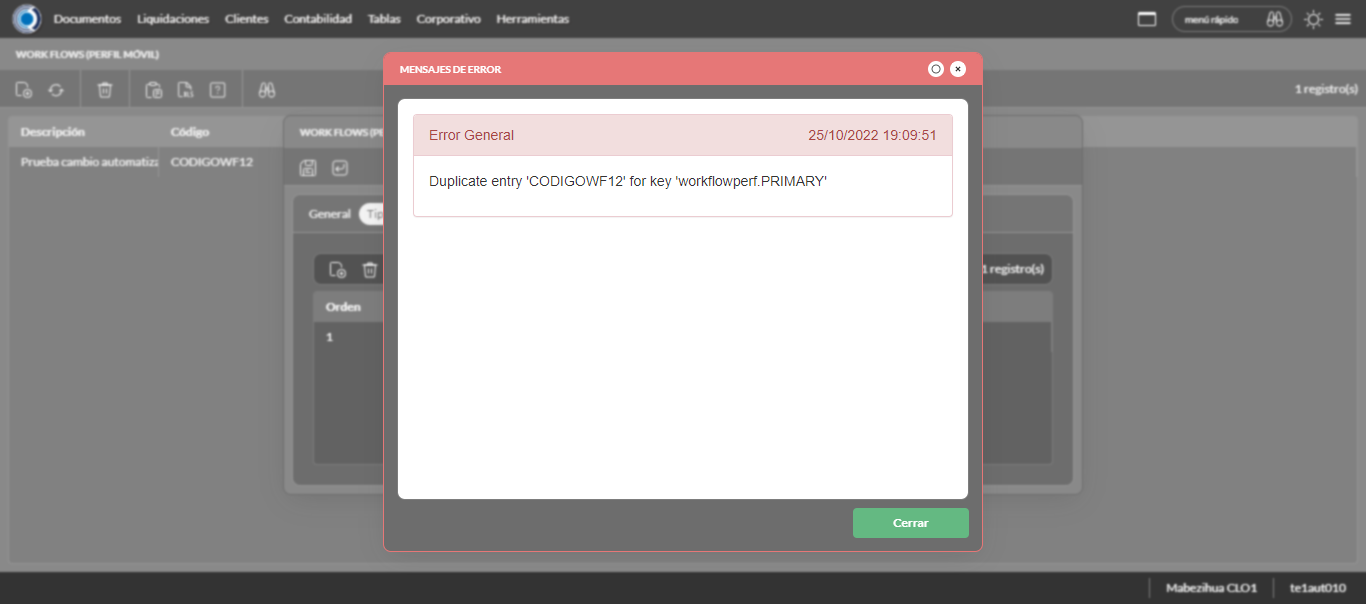 Documentos Liquidaciones Clientes Contabilidad Tablas Corporativo Herramientas menú rápido
WORK FLOWS (PERFIL MÓVIL)
MENSAJES DE ERROR
1 registro(s)
Descripción Código
WORK FLOWS (PE
Error General 25/10/2022 19:09:51
Prueba cambio automatiza CODIGOWF12
Duplicate entry 'CODIGOWF12' for key 'workflowperf.PRIMARY'
General Tip
1 registro(s)
Orden
1
Cerrar
Mabezihua CLO1 te1aut010